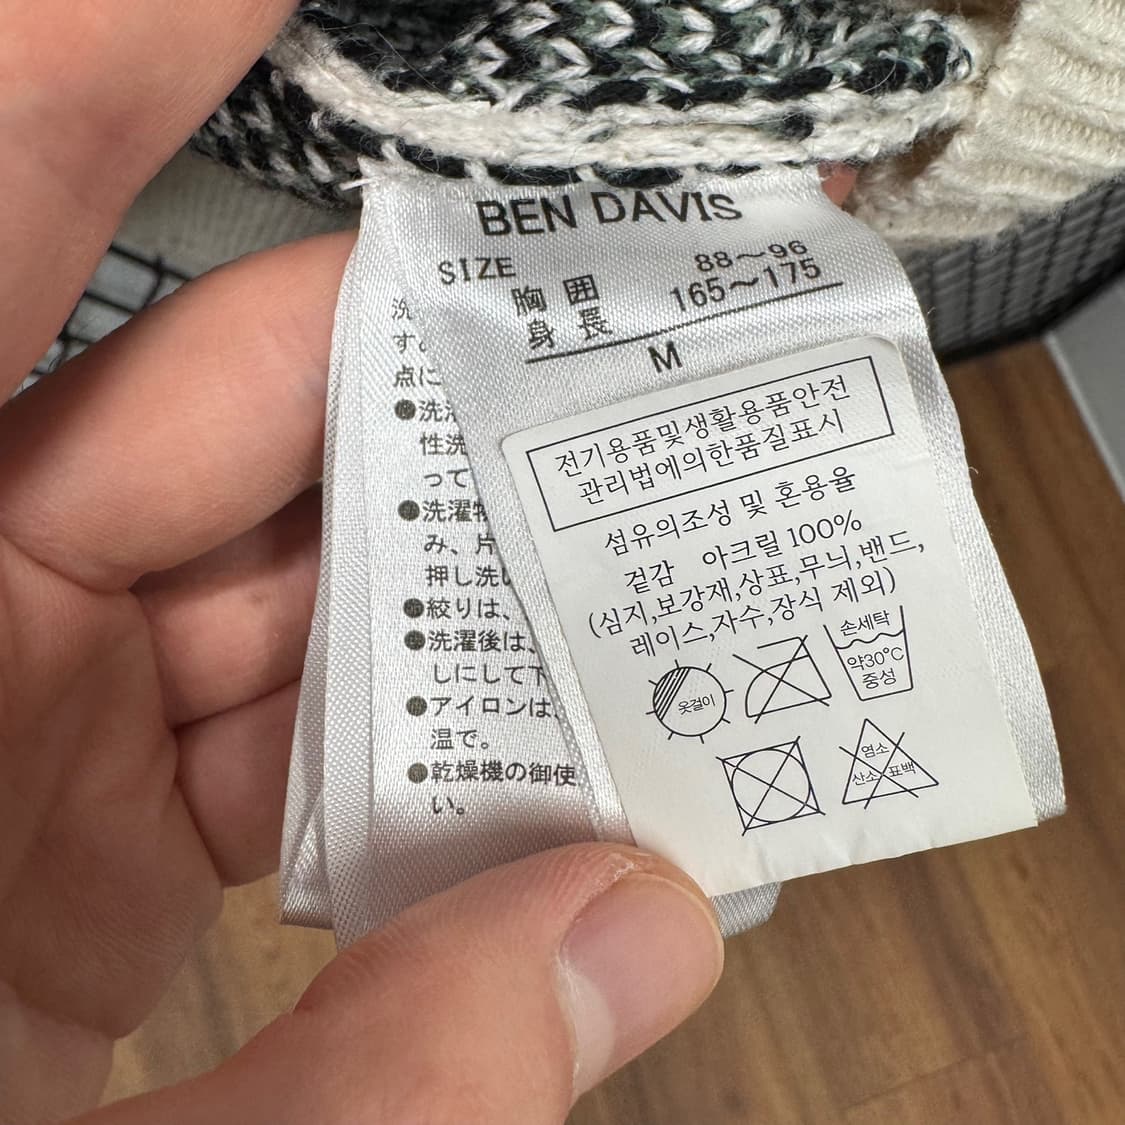 BEN DAVIS
SIZE
胸囲 88～96
身長 165～175
M
전기용품및생활용품안전
관리법에의한품질표시
섬유의조성 및 혼용율
겉감 아크릴 100%
(심지,보강재,상표,무늬,밴드,
레이스,자수,장식 제외)
옷걸이
손세탁
약30°C
중성
염소
산소 표백
洗
す。
点に
●洗
性洗
って
●洗濯物
み、片
押し洗い
●絞りは、
●洗濯後は、
しにして下
●アイロンは、
温で。
●乾燥機の御使
い。